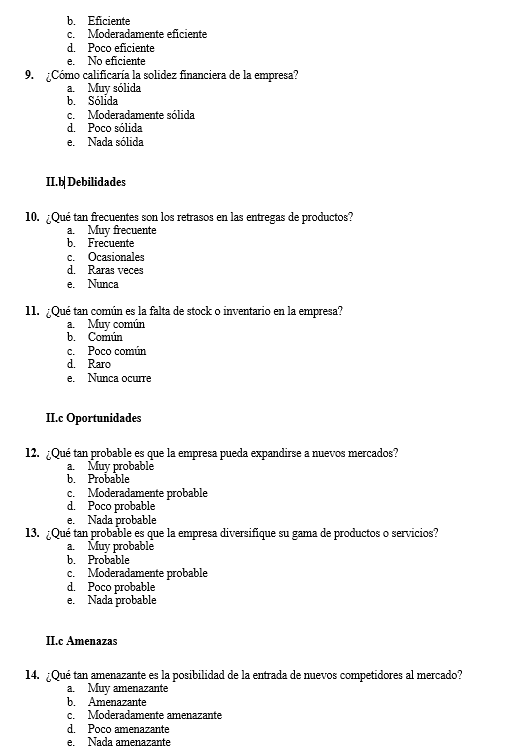 b. Eficiente
c. Moderadamente eficiente
d. Poco eficiente
e. No eficiente
9. ¿Cómo calificaría la solidez financiera de la empresa?
a. Muy sólida
b. Sólida
c. Moderadamente sólida
d. Poco sólida
e. Nada sólida
II.b Debilidades
10. ¿Qué tan frecuentes son los retrasos en las entregas de productos?
a. Muy frecuente
b. Frecuente
c. Ocasionales
d. Raras veces
e. Nunca
11. ¿Qué tan común es la falta de stock o inventario en la empresa?
a. Muy común
b. Común
c. Poco común
d. Raro
e. Nunca ocurre
II.c Oportunidades
12. ¿Qué tan probable es que la empresa pueda expandirse a nuevos mercados?
a. Muy probable
b. Probable
c. Moderadamente probable
d. Poco probable
e. Nada probable
13. ¿Qué tan probable es que la empresa diversifique su gama de productos o servicios?
a. Muy probable
b. Probable
c. Moderadamente probable
d. Poco probable
e. Nada probable
II.c Amenazas
14. ¿Qué tan amenazante es la posibilidad de la entrada de nuevos competidores al mercado?
a. Muy amenazante
b. Amenazante
c. Moderadamente amenazante
d. Poco amenazante
e. Nada amenazante